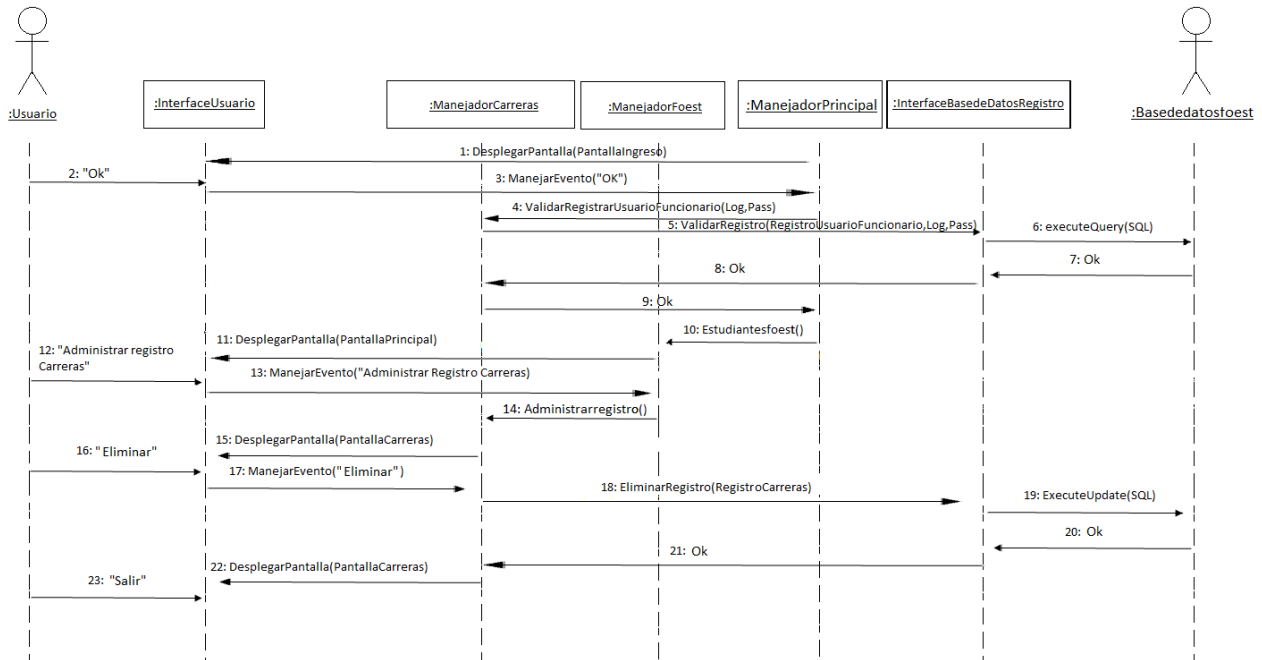 :Usuario
:InterfaceUsuario
:ManejadorCarreras
:ManejadorFoest
:ManejadorPrincipal
:InterfaceBasedeDatosRegistro
:Basededatosfoest
1: DesplegarPantalla(PantallaIngreso)
2: "Ok"
3: ManejarEvento("OK")
4: ValidarRegistrarUsuarioFuncionario(Log,Pass)
5: ValidarRegistro(RegistroUsuarioFuncionario,Log,Pass)
6: executeQuery(SQL)
7: Ok
8: Ok
9: Ok
10: Estudiantesfoest()
11: DesplegarPantalla(PantallaPrincipal)
12: "Administrar registro
Carreras"
13: ManejarEvento("Administrar Registro Carreras)
14: Administrarregistro()
15: DesplegarPantalla(PantallaCarreras)
16: "Eliminar"
17: ManejarEvento("Eliminar")
18: EliminarRegistro(RegistroCarreras)
19: ExecuteUpdate(SQL)
20: Ok
21: Ok
22: DesplegarPantalla(PantallaCarreras)
23: "Salir"